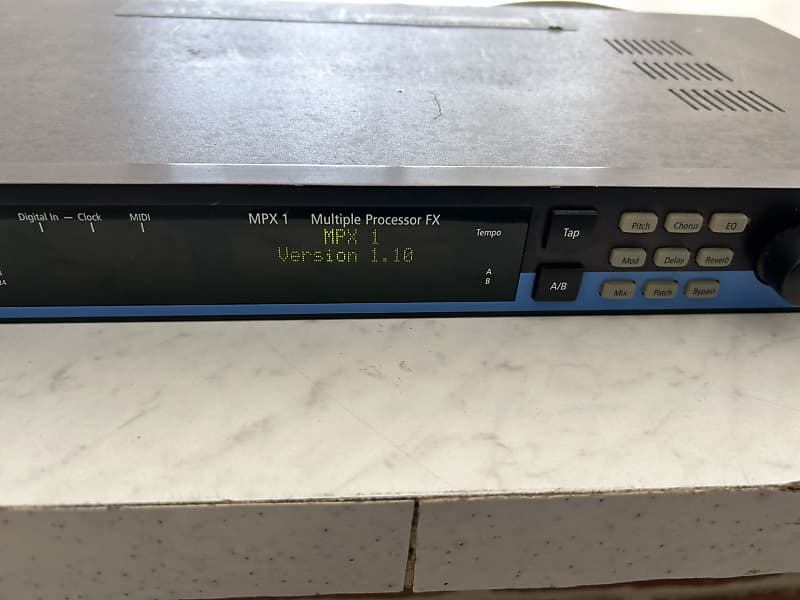 Digital In — Clock MIDI MPX 1 Multiple Processor FX
MPX 1
Version 1.10
Tempo
A
B
Tap
A/B
Pitch Chorus EQ
Mod Delay Reverb
Mix Patch Bypass